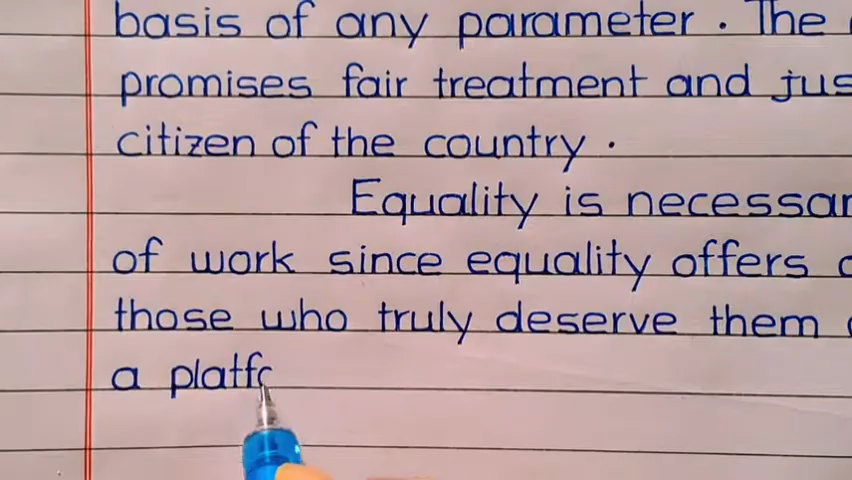 basis of any parameter. The
promises fair treatment and jus
citizen of the country.
Equality is necessar
of work since equality offers
those who truly deserve them
a platfo